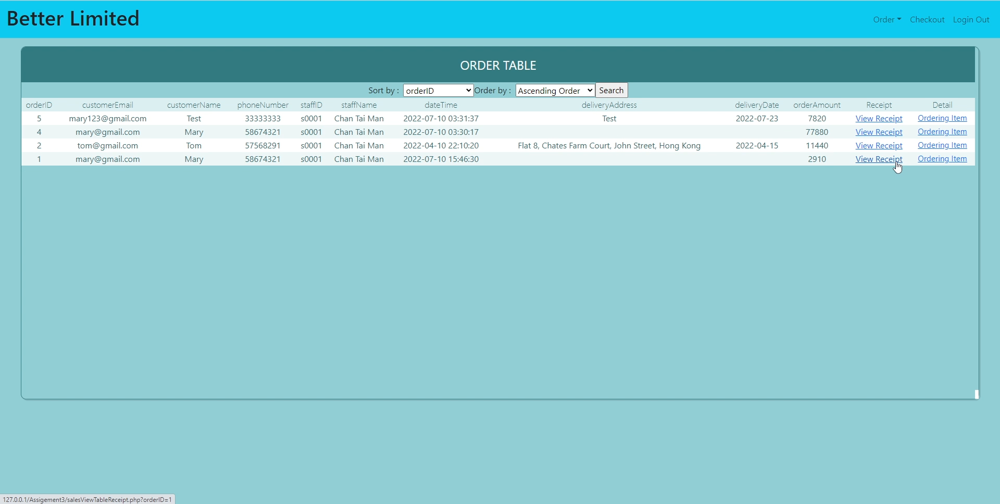 Better Limited
Order Checkout Login Out
ORDER TABLE
Sort by : orderID Order by : Ascending Order Search
orderID customerEmail customerName phoneNumber staffID staffName dateTime deliveryAddress deliveryDate orderAmount Receipt Detail
5 mary123@gmail.com Test 33333333 s0001 Chan Tai Man 2022-07-10 03:31:37 Test 2022-07-23 7820 View Receipt Ordering Item
4 mary@gmail.com Mary 58674321 s0001 Chan Tai Man 2022-07-10 03:30:17 77880 View Receipt Ordering Item
2 tom@gmail.com Tom 57568291 s0001 Chan Tai Man 2022-04-10 22:10:20 Flat 8, Chates Farm Court, John Street, Hong Kong 2022-04-15 11440 View Receipt Ordering Item
1 mary@gmail.com Mary 58674321 s0001 Chan Tai Man 2022-07-10 15:46:30 2910 View Receipt Ordering Item
127.0.0.1/Assigement3/salesViewTableReceipt.php?orderID=1